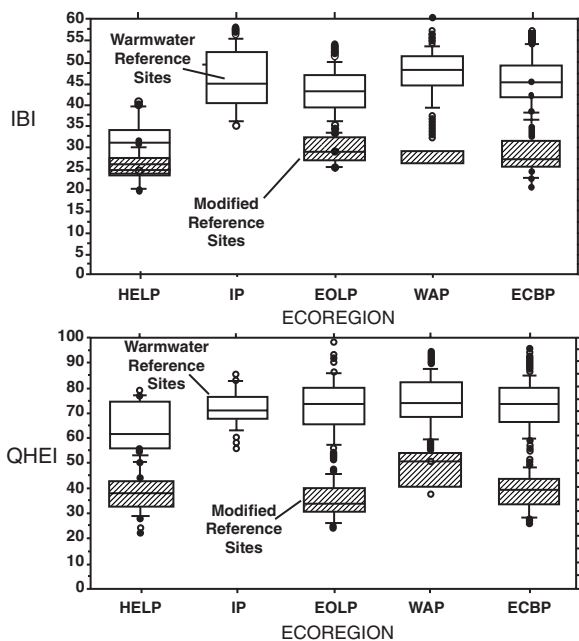 60
55
50
45
40
35
30
25
20
15
10
5
0
IBI
Warmwater
Reference
Sites
Modified
Reference
Sites
HELP IP EOLP WAP ECBP
ECOREGION
100
90
80
70
60
50
40
30
20
10
0
QHEI
Warmwater
Reference
Sites
Modified
Reference
Sites
HELP IP EOLP WAP ECBP
ECOREGION